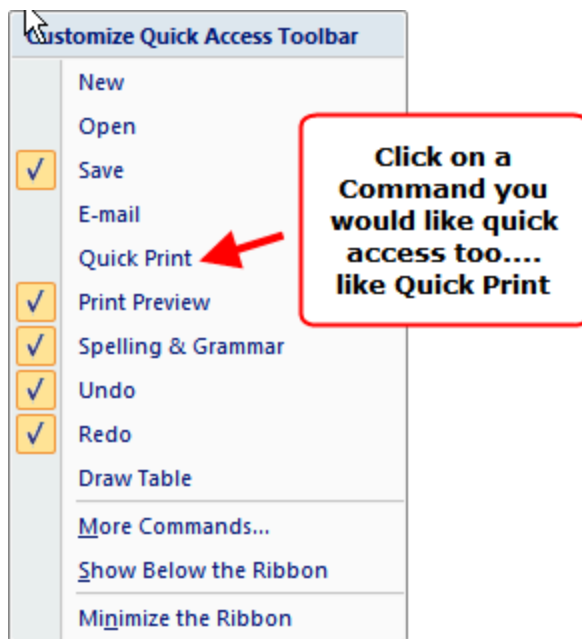 Customize Quick Access Toolbar
New
Open
Save
E-mail
Quick Print
Print Preview
Spelling & Grammar
Undo
Redo
Draw Table
More Commands...
Show Below the Ribbon
Minimize the Ribbon
Click on a
Command you
would like quick
access too....
like Quick Print